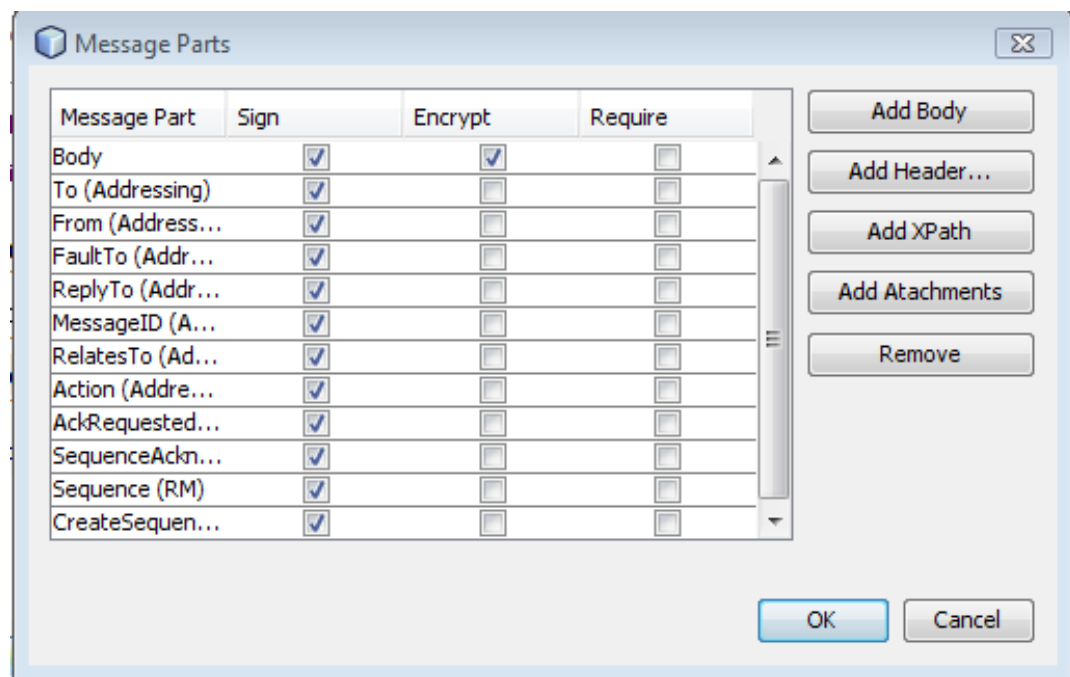 Message Parts
Message Part Sign Encrypt Require
Body
To (Addressing)
From (Address...
FaultTo (Addr...
ReplyTo (Addr...
MessageID (A...
RelatesTo (Ad...
Action (Addre...
AckRequested...
SequenceAckn...
Sequence (RM)
CreateSequen...
Add Body
Add Header...
Add XPath
Add Atachments
Remove
OK Cancel